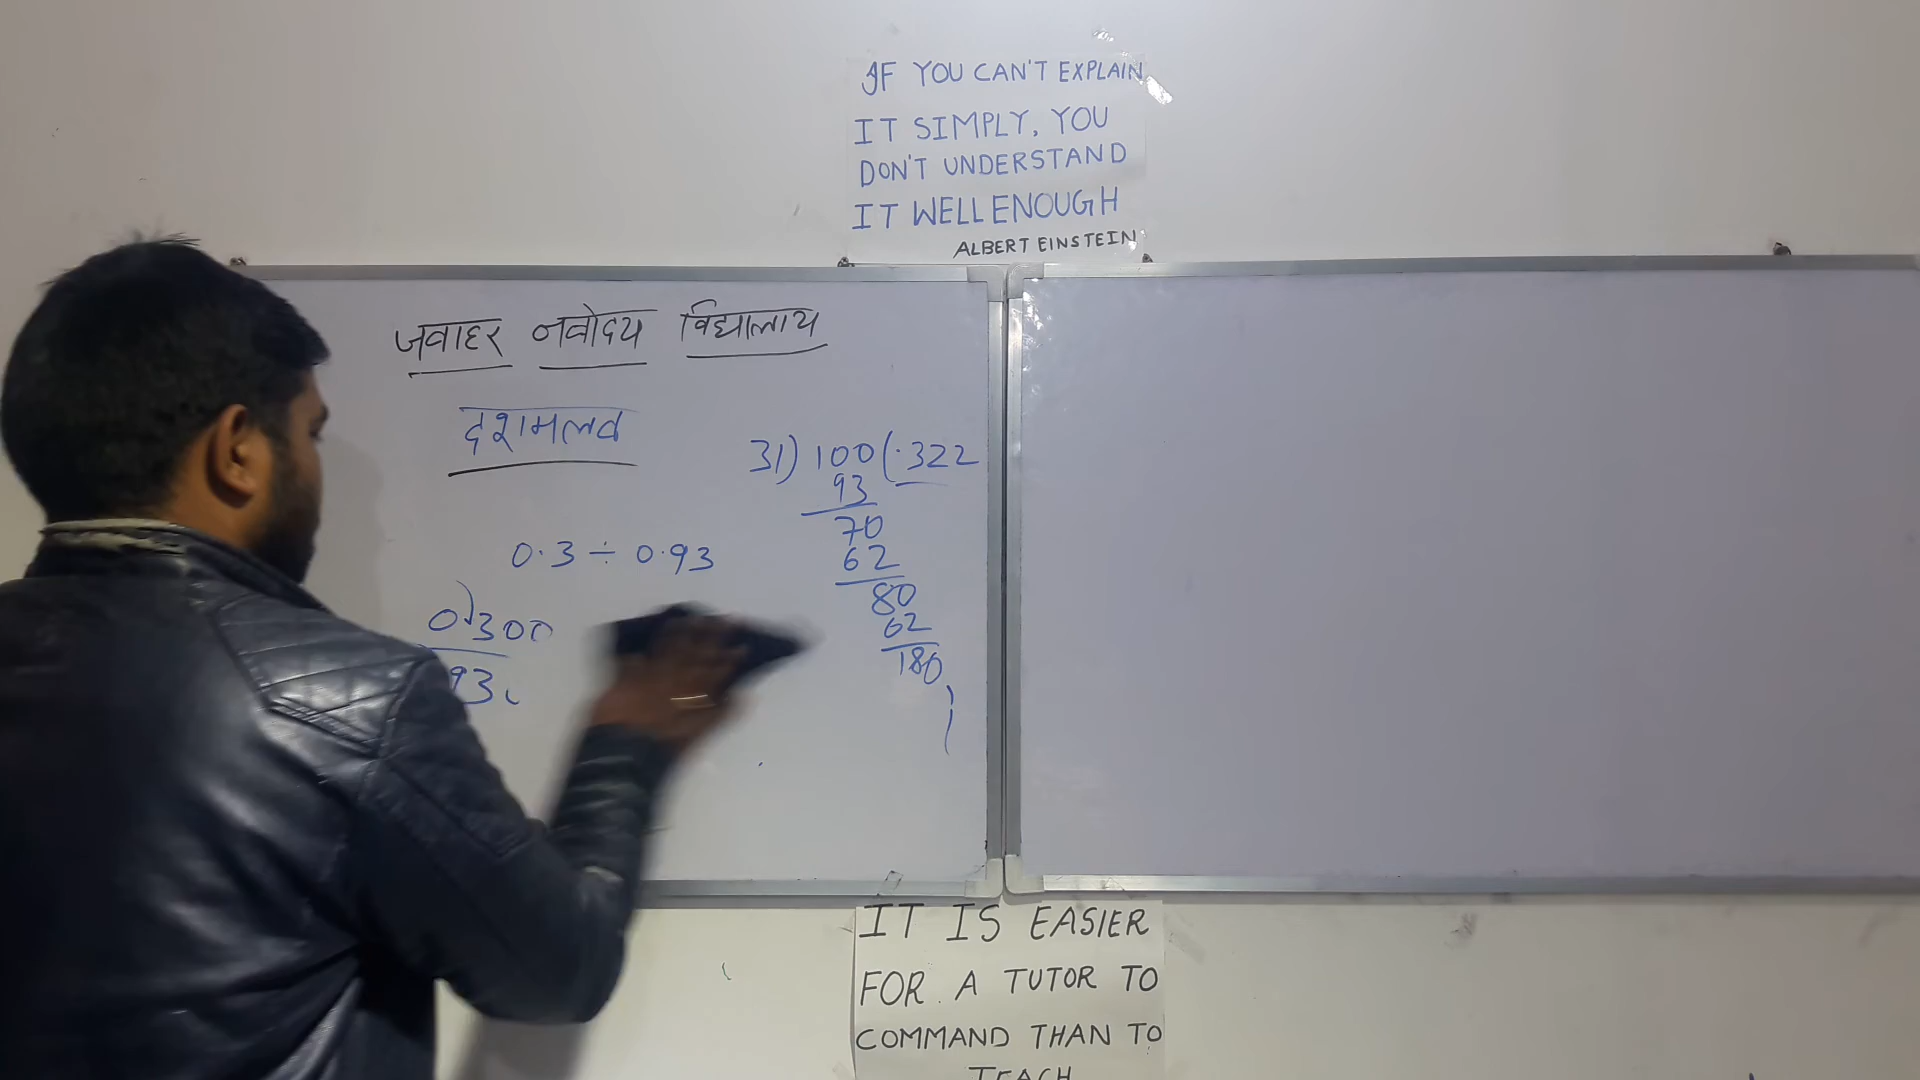 IF YOU CAN'T EXPLAIN
IT SIMPLY, YOU
DON'T UNDERSTAND
IT WELL ENOUGH
ALBERT EINSTEIN
जवाहर नवोदय विद्यालाय
दशमलव
0.3 ÷ 0.93
300
93
31) 100 (.322
93
70
62
80
62
180
IT IS EASIER
FOR A TUTOR TO
COMMAND THAN TO
TEACH